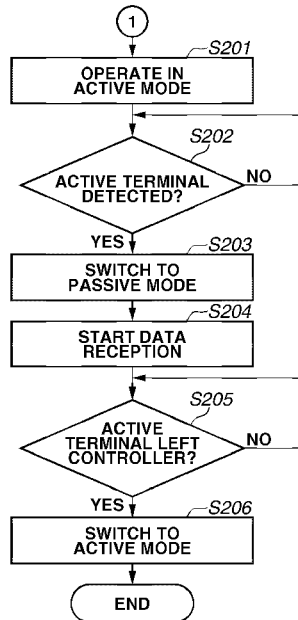 1
S201
OPERATE IN
ACTIVE MODE
S202
ACTIVE TERMINAL
DETECTED?
NO
YES
S203
SWITCH TO
PASSIVE MODE
S204
START DATA
RECEPTION
S205
ACTIVE
TERMINAL LEFT
CONTROLLER?
NO
YES
S206
SWITCH TO
ACTIVE MODE
END